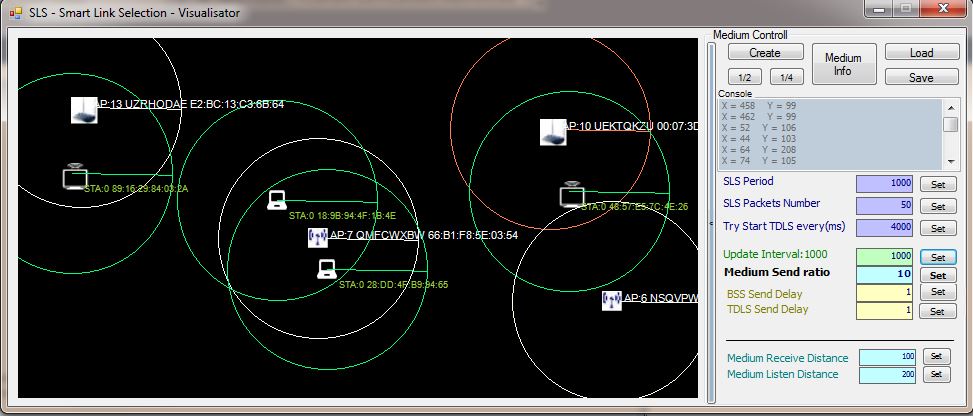 SLS - Smart Link Selection - Visualisator
Medium Controll
Create
Medium Info
Load
1/2
1/4
Save
Console
X = 458 Y = 99
X = 462 Y = 99
X = 52 Y = 106
X = 44 Y = 103
X = 64 Y = 208
X = 74 Y = 105
SLS Period 1000 Set
SLS Packets Number 50 Set
Try Start TDLS every(ms) 4000 Set
Update Interval:1000 1000 Set
Medium Send ratio 10 Set
BSS Send Delay 1 Set
TDLS Send Delay 1 Set
Medium Receive Distance 100 Set
Medium Listen Distance 200 Set
AP:13 UZRHODAE E2:BC:13:C3:6B:64
STA:0 89:16:29:84:03:2A
STA:0 18:9B:94:4F:1B:4E
AP:7 QMFCWXBW 66:B1:F8:5E:03:54
STA:0 28:DD:4F:B9:94:65
AP:10 UEKTQKZU 00:07:3D
STA:0 48:57:E5:7C:4E:26
AP:6 NSQVPW